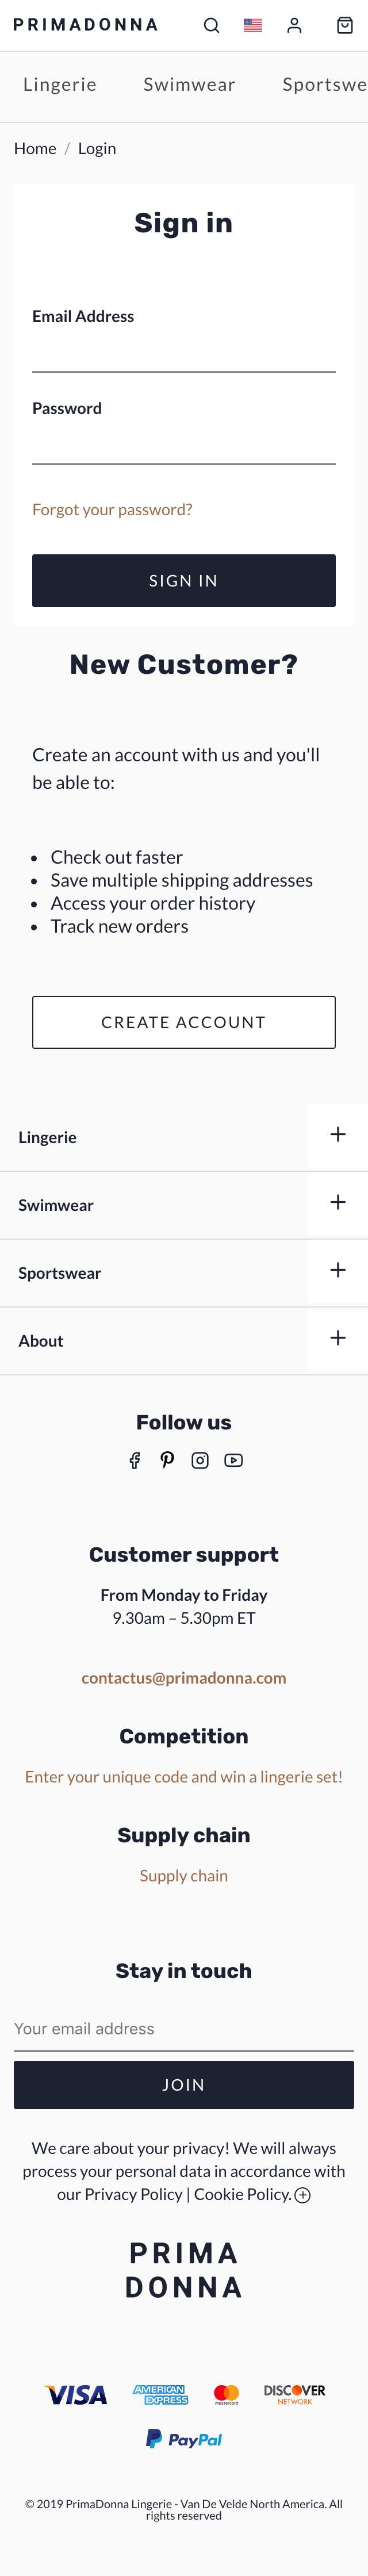 PRIMADONNA
Lingerie Swimwear Sportswe
Home / Login
Sign in
Email Address
Password
Forgot your password?
SIGN IN
New Customer?
Create an account with us and you'll
be able to:
Check out faster
Save multiple shipping addresses
Access your order history
Track new orders
CREATE ACCOUNT
Lingerie
Swimwear
Sportswear
About
Follow us
Customer support
From Monday to Friday
9.30am – 5.30pm ET
contactus@primadonna.com
Competition
Enter your unique code and win a lingerie set!
Supply chain
Supply chain
Stay in touch
Your email address
JOIN
We care about your privacy! We will always
process your personal data in accordance with
our Privacy Policy | Cookie Policy.
PRIMA
DONNA
VISA AMERICAN EXPRESS mastercard DISCOVER NETWORK
PayPal
© 2019 PrimaDonna Lingerie - Van De Velde North America. All
rights reserved